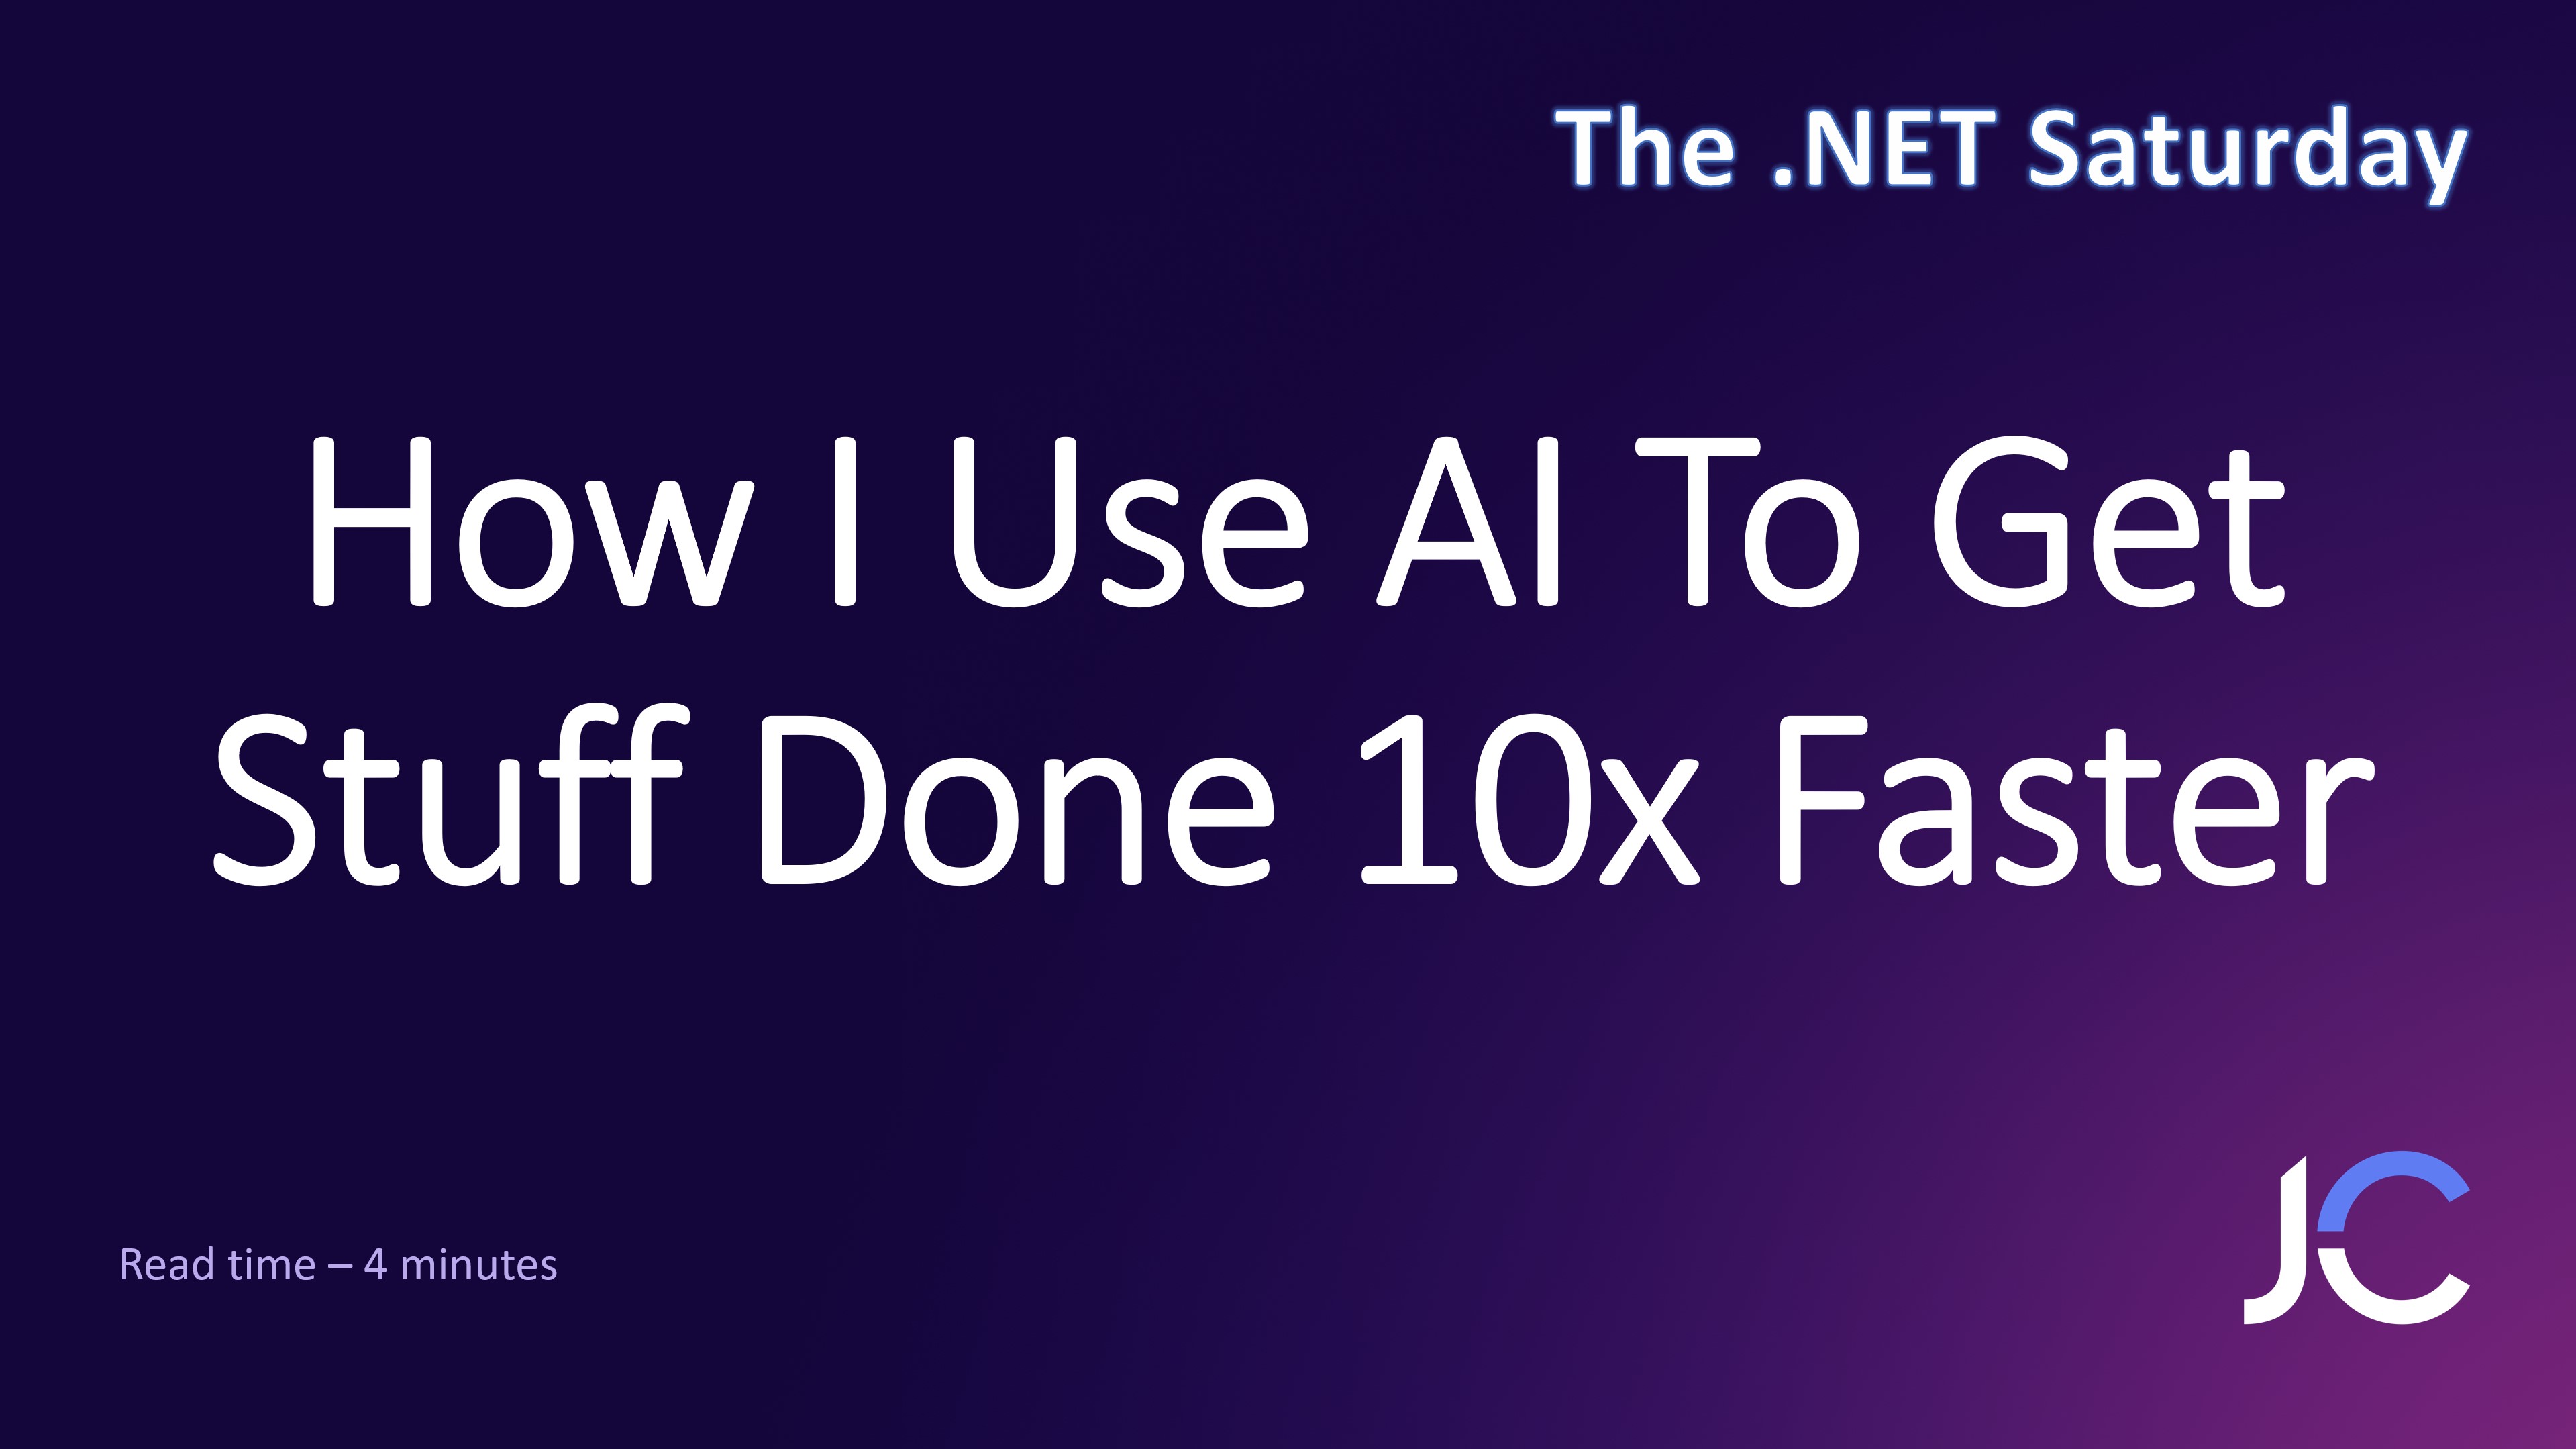 The .NET Saturday
How I Use AI To Get
Stuff Done 10x Faster
Read time – 4 minutes
JC